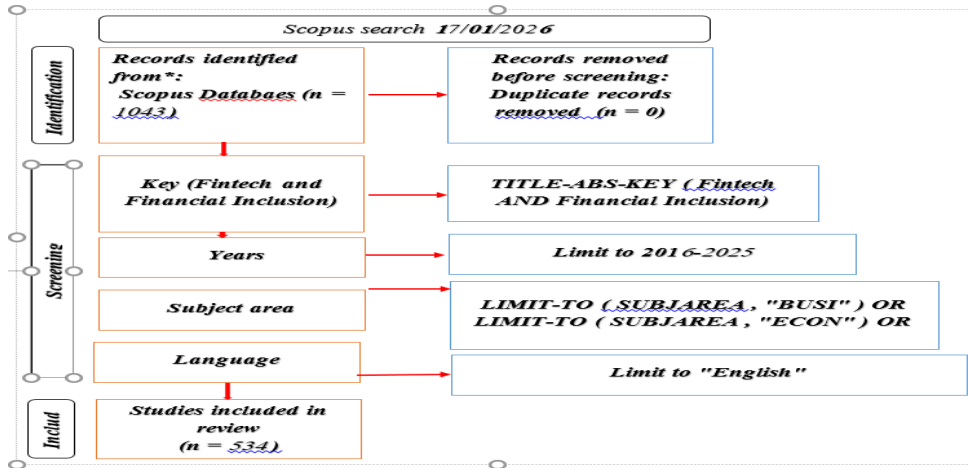 Scopus search 17/01/2026
Identification
Records identified
from*:
Scopus Databaes (n =
1043)
Records removed
before screening:
Duplicate records
removed (n = 0)
Screening
Key (Fintech and
Financial Inclusion)
TITLE-ABS-KEY ( Fintech
AND Financial Inclusion)
Years
Limit to 2016-2025
Subject area
LIMIT-TO ( SUBJAREA , "BUSI" ) OR
LIMIT-TO ( SUBJAREA , "ECON" ) OR
Language
Limit to "English"
Includ
Studies included in
review
(n = 534)